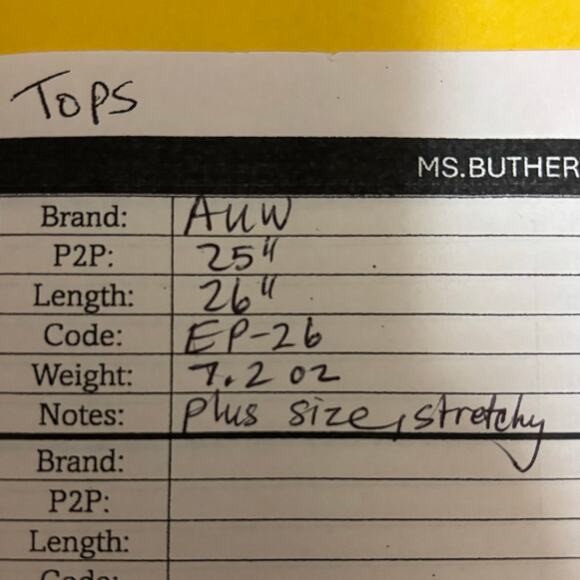 TOPS
MS.BUTHER
Brand: AUW
P2P: 25"
Length: 26"
Code: EP-26
Weight: 7.2 oz
Notes: plus size, stretchy
Brand:
P2P:
Length:
Code: